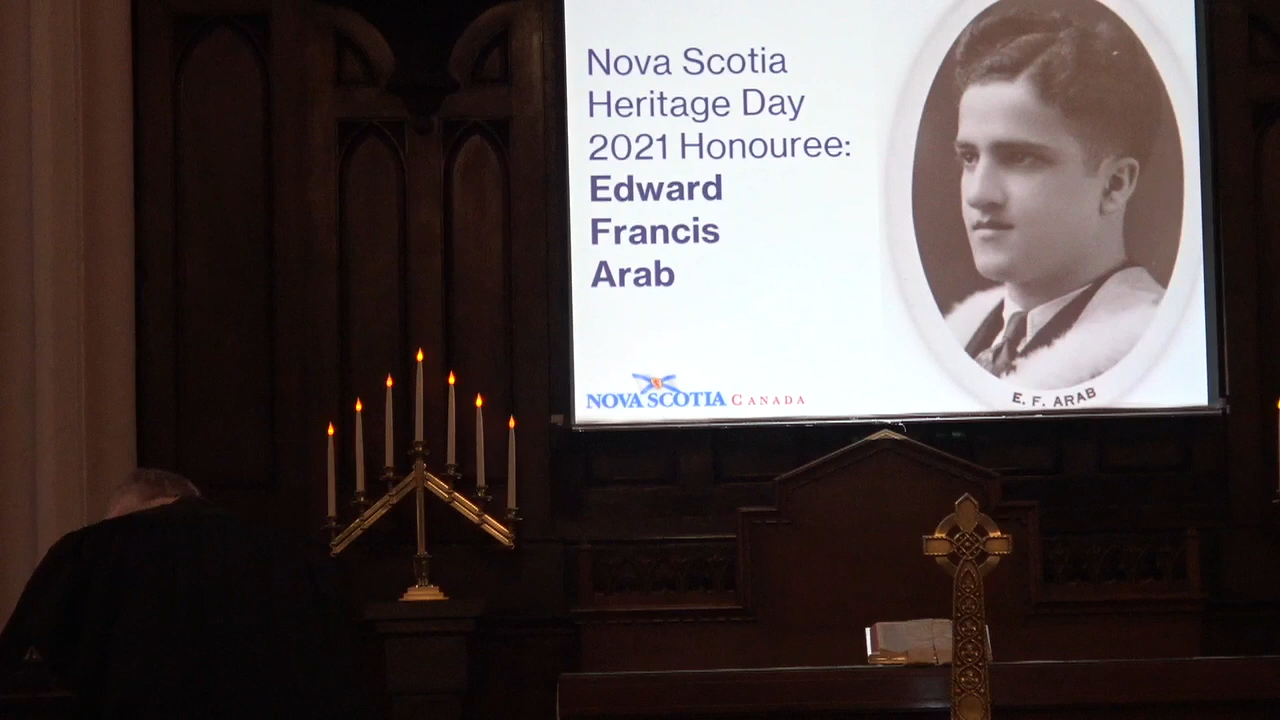 Nova Scotia
Heritage Day
2021 Honouree:
Edward
Francis
Arab
NOVA SCOTIA CANADA
E. F. ARAB